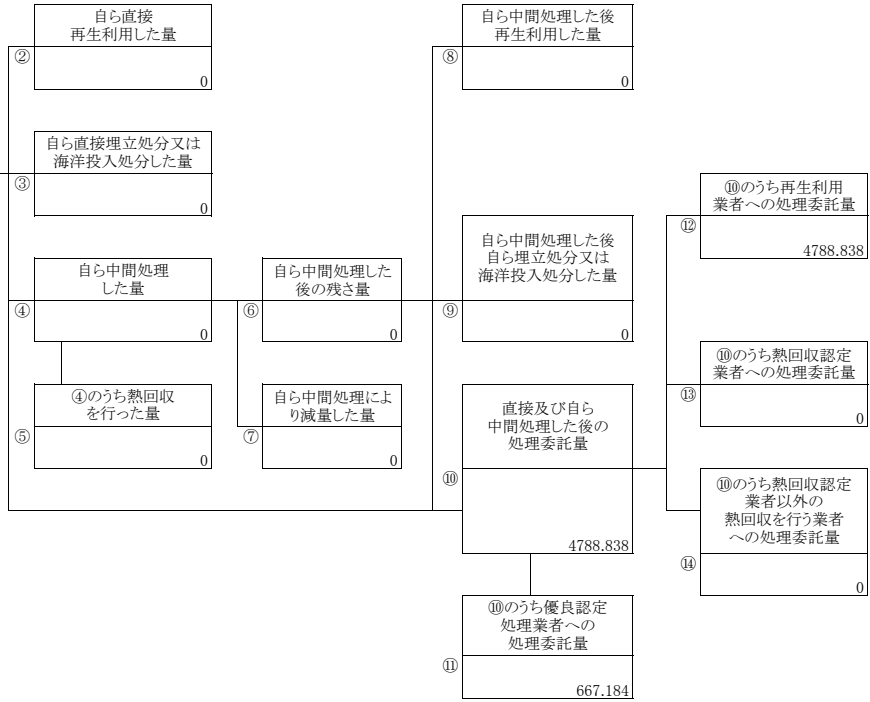 自ら直接
再生利用した量
②
0
自ら直接埋立処分又は
海洋投入処分した量
③
0
自ら中間処理
した量
④
0
④のうち熱回収
を行った量
⑤
0
自ら中間処理した
後の残さ量
⑥
0
自ら中間処理によ
り減量した量
⑦
0
自ら中間処理した後
再生利用した量
⑧
0
自ら中間処理した後
自ら埋立処分又は
海洋投入処分した量
⑨
0
直接及び自ら
中間処理した後の
処理委託量
⑩
4788.838
⑩のうち優良認定
処理業者への
処理委託量
⑪
667.184
⑩のうち再生利用
業者への処理委託量
⑫
4788.838
⑩のうち熱回収認定
業者への処理委託量
⑬
0
⑩のうち熱回収認定
業者以外の
熱回収を行う業者
への処理委託量
⑭
0